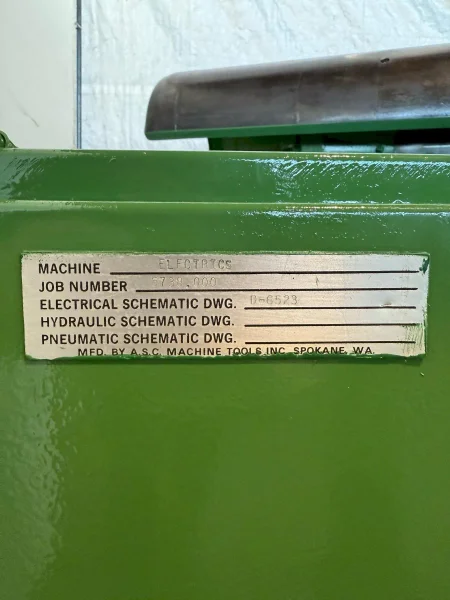 MACHINE
JOB NUMBER
ELECTRICAL SCHEMATIC DWG. D-6523
HYDRAULIC SCHEMATIC DWG.
PNEUMATIC SCHEMATIC DWG.
MFD. BY A.S.C. MACHINE TOOLS INC. SPOKANE, WA.